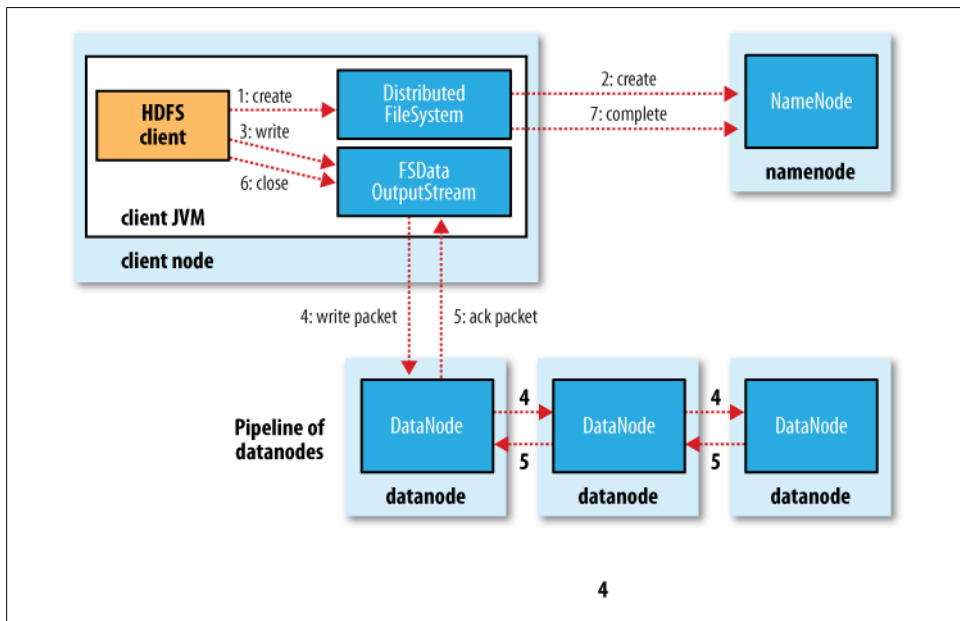 HDFS
client
1: create
Distributed
FileSystem
2: create
7: complete
NameNode
namenode
3: write
6: close
FSData
OutputStream
client JVM
client node
4: write packet
5: ack packet
Pipeline of
datanodes
DataNode
4
5
DataNode
4
5
DataNode
datanode
datanode
datanode
4